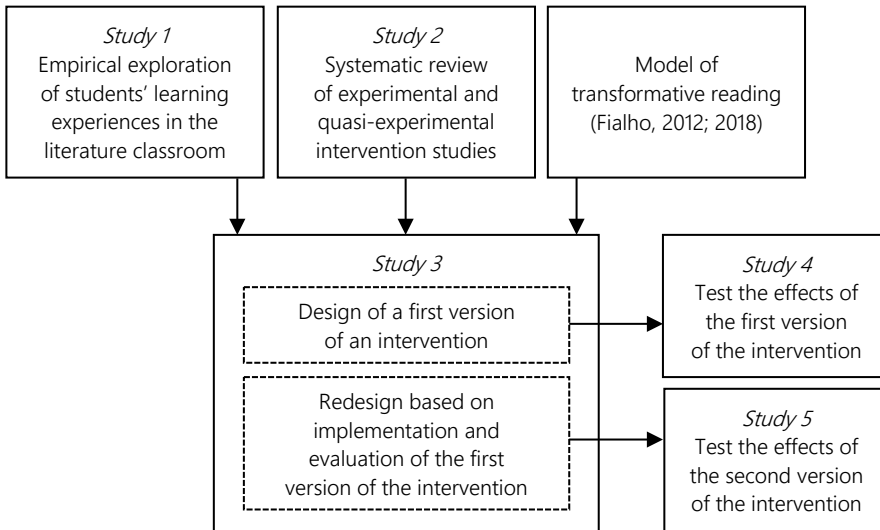 Study 1
Empirical exploration
of students’ learning
experiences in the
literature classroom
Study 2
Systematic review
of experimental and
quasi-experimental
intervention studies
Model of
transformative reading
(Fialho, 2012; 2018)
Study 3
Design of a first version
of an intervention
Redesign based on
implementation and
evaluation of the first
version of the intervention
Study 4
Test the effects of
the first version
of the intervention
Study 5
Test the effects of
the second version
of the intervention